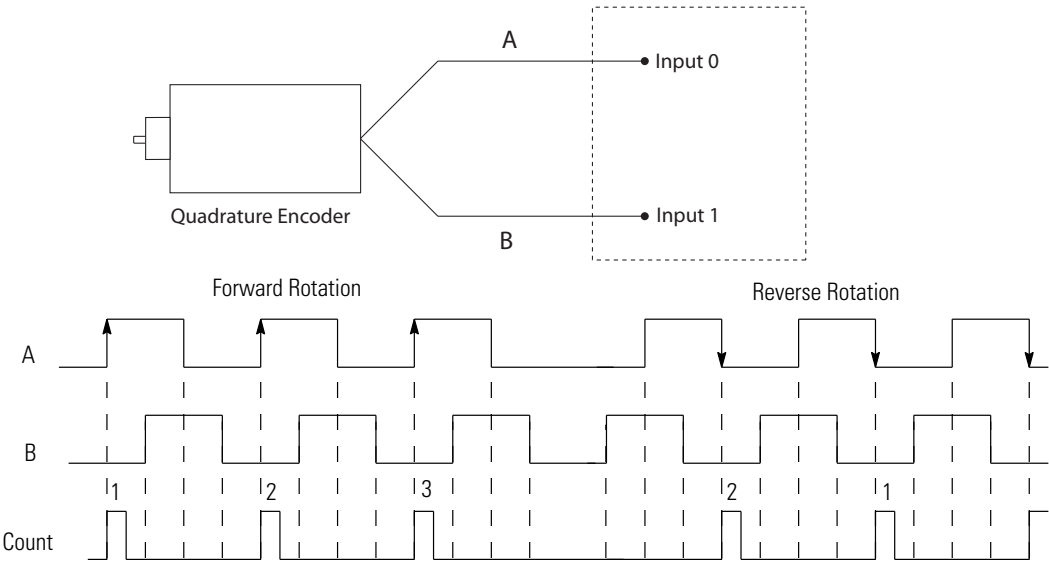 A
Input 0
Quadrature Encoder
Input 1
B
Forward Rotation
Reverse Rotation
A
B
1
2
3
2
1
Count